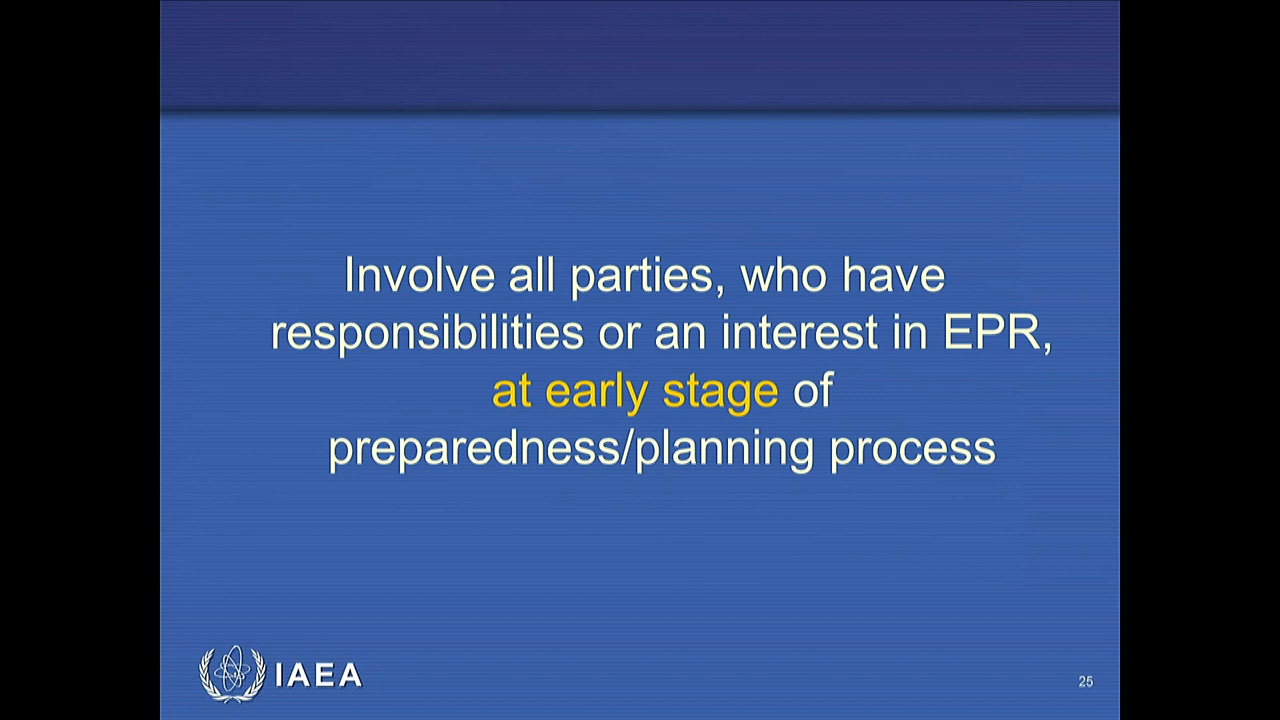 Involve all parties, who have
responsibilities or an interest in EPR,
at early stage of
preparedness/planning process
IAEA
25